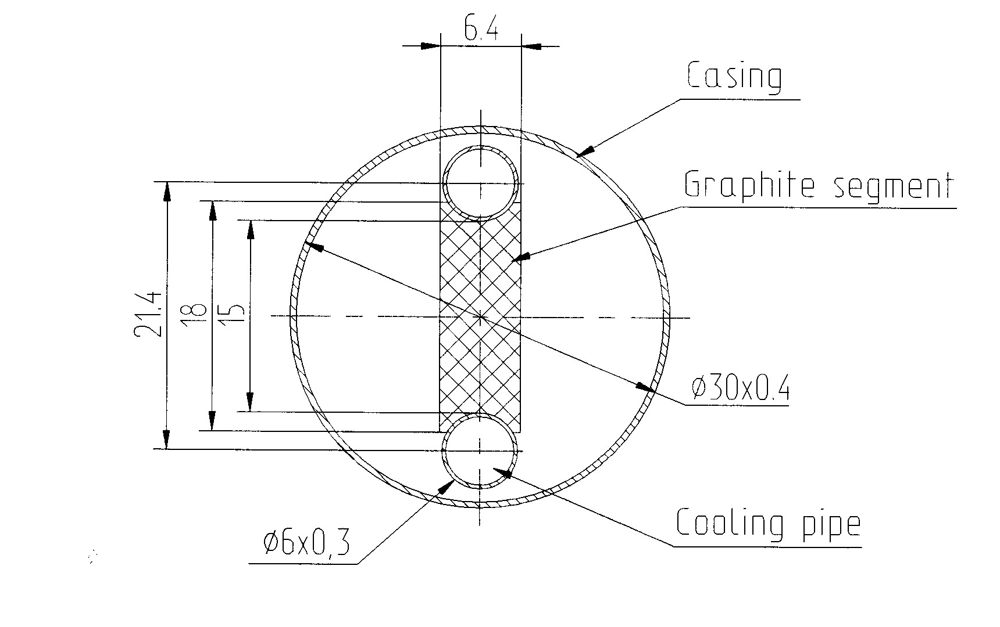 6.4
Casing
Graphite segment
21.4
18
15
ø30x0.4
Cooling pipe
ø6x0,3